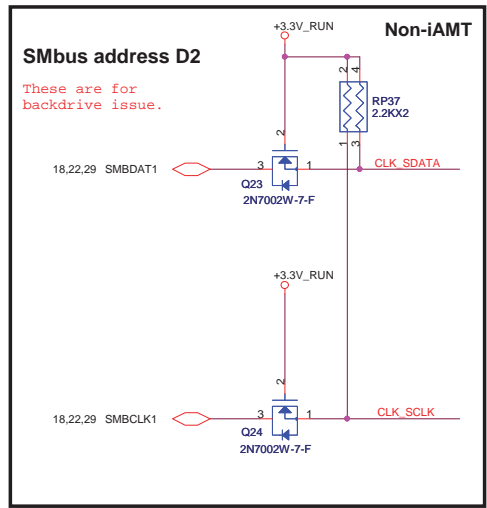 +3.3V_RUN
Non-iAMT
SMbus address D2
These are for
backdrive issue.
2 4
RP37
2.2KX2
2
1 3
18,22,29 SMBDAT1
3 1
CLK_SDATA
Q23
2N7002W-7-F
+3.3V_RUN
2
18,22,29 SMBCLK1
3 1
CLK_SCLK
Q24
2N7002W-7-F